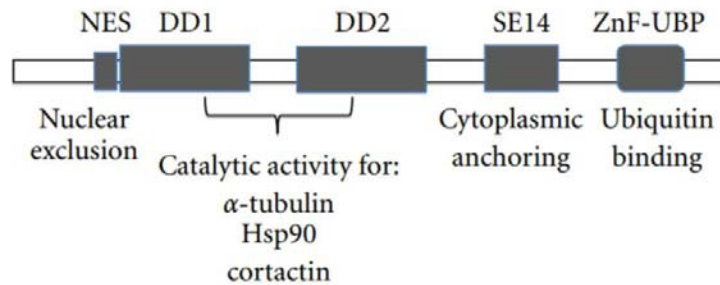 NES DD1 DD2 SE14 ZnF-UBP
Nuclear
exclusion
Catalytic activity for:
α-tubulin
Hsp90
cortactin
Cytoplasmic
anchoring
Ubiquitin
binding